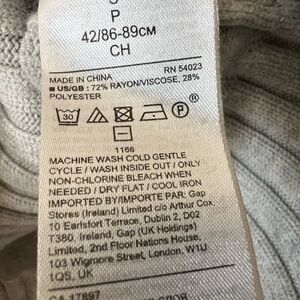 S
P
42/86-89см
CH
MADE IN CHINA RN 54023
■ US/GB : 72% RAYON/VISCOSE, 28%
POLYESTER
30 P
1166
MACHINE WASH COLD GENTLE
CYCLE / WASH INSIDE OUT / ONLY
NON-CHLORINE BLEACH WHEN
NEEDED / DRY FLAT / COOL IRON
IMPORTED BY/IMPORTE PAR: Gap
Stores (Ireland) Limited c/o Arthur Cox,
10 Earlsfort Terrace, Dublin 2, D02
T380, Ireland, Gap (UK Holdings)
Limited, 2nd Floor Nations House,
103 Wigmore Street, London, W1U
1QS, UK
CA 17897